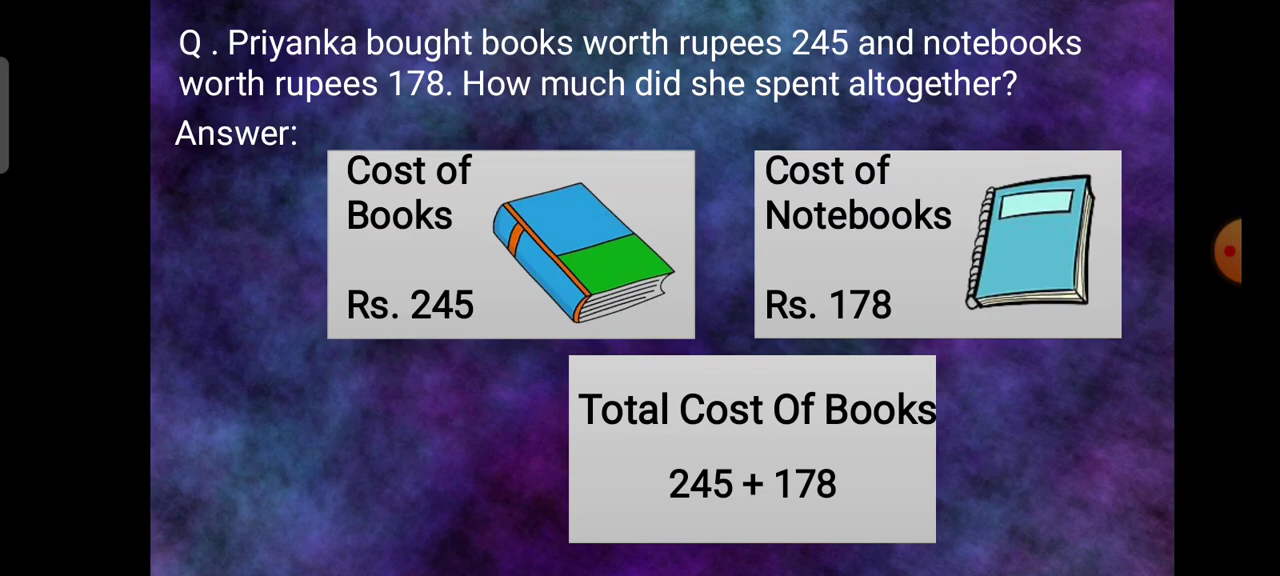 Q . Priyanka bought books worth rupees 245 and notebooks
worth rupees 178. How much did she spent altogether?
Answer:
Cost of
Books
Rs. 245
Cost of
Notebooks
Rs. 178
Total Cost Of Books
245 + 178